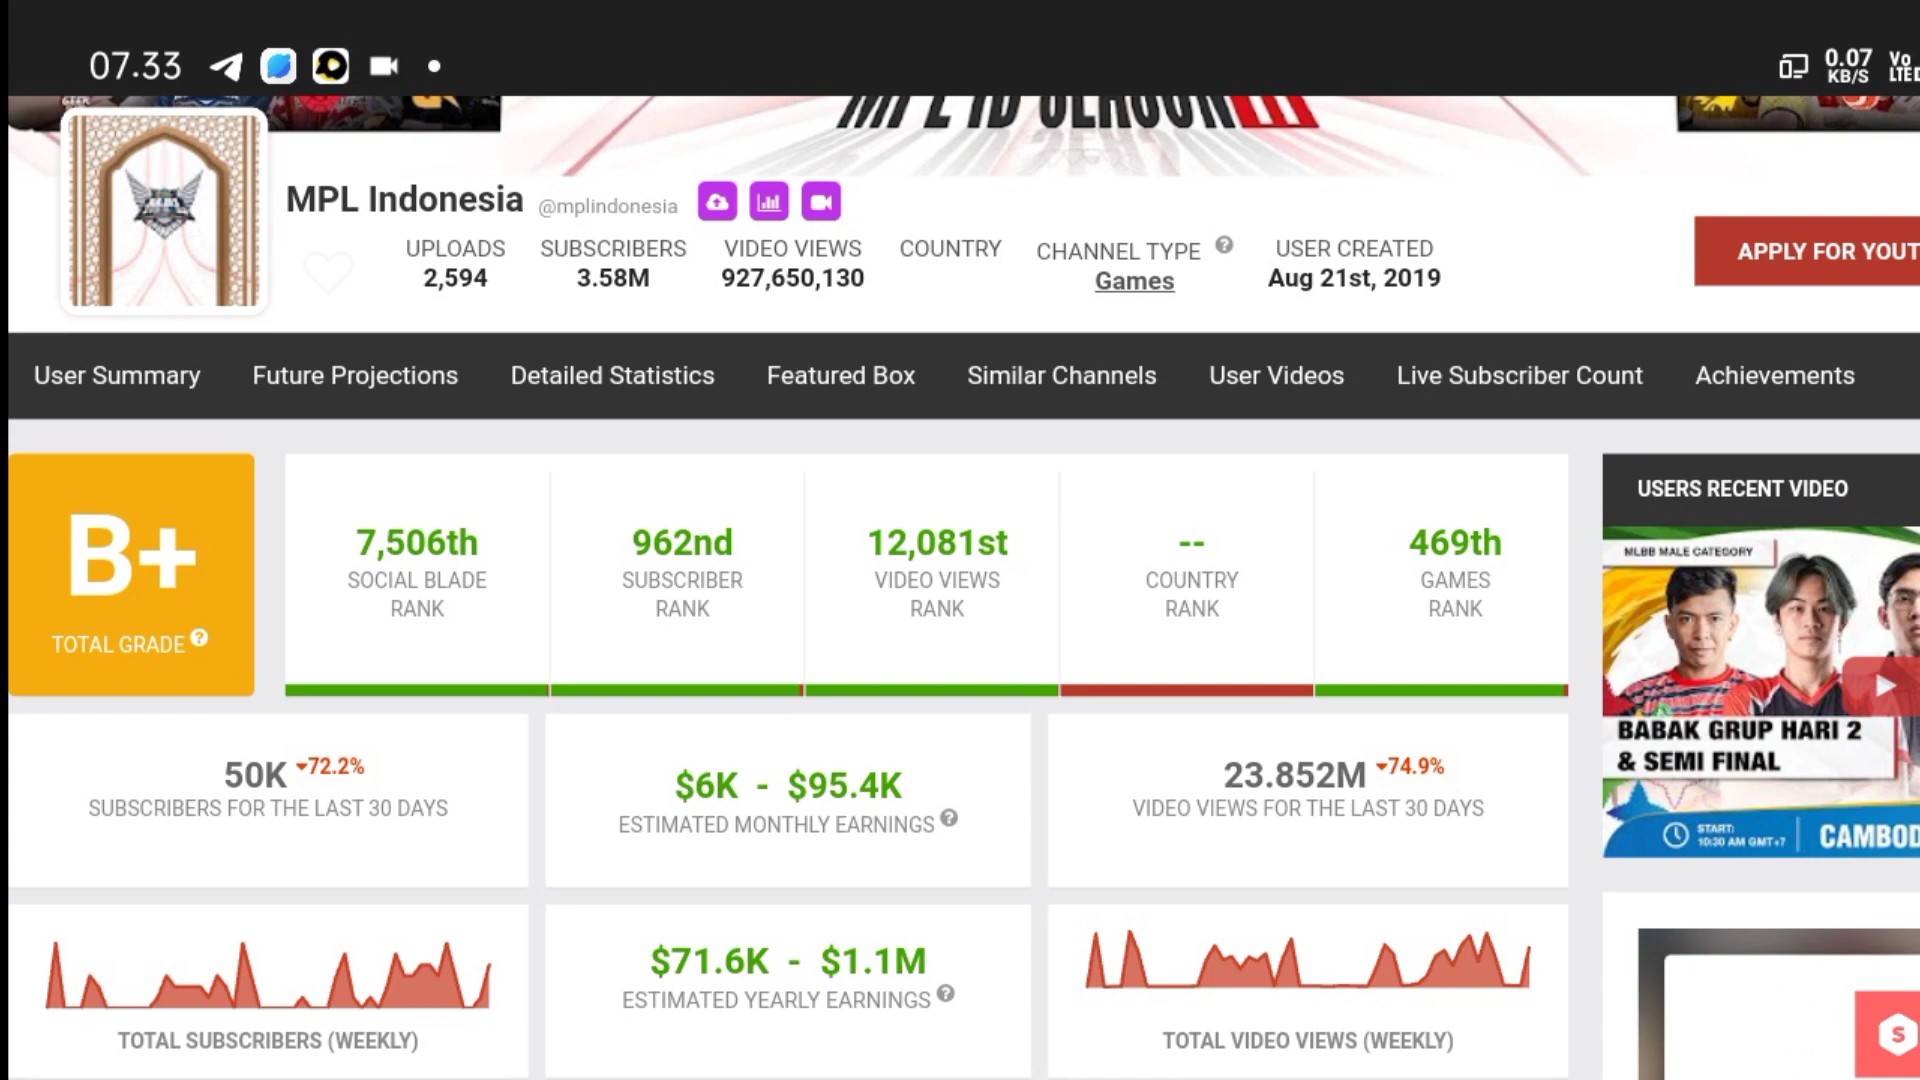 07.33
0.07
KB/S
Vo
LTE
MPL ID SEASON
MPL Indonesia @mplindonesia
UPLOADS
2,594
SUBSCRIBERS
3.58M
VIDEO VIEWS
927,650,130
COUNTRY
CHANNEL TYPE ?
Games
USER CREATED
Aug 21st, 2019
APPLY FOR YOUT
User Summary Future Projections Detailed Statistics Featured Box Similar Channels User Videos Live Subscriber Count Achievements
B+
TOTAL GRADE ?
7,506th
SOCIAL BLADE
RANK
962nd
SUBSCRIBER
RANK
12,081st
VIDEO VIEWS
RANK
--
COUNTRY
RANK
469th
GAMES
RANK
50K 72.2%
SUBSCRIBERS FOR THE LAST 30 DAYS
$6K - $95.4K
ESTIMATED MONTHLY EARNINGS ?
23.852M 74.9%
VIDEO VIEWS FOR THE LAST 30 DAYS
TOTAL SUBSCRIBERS (WEEKLY)
$71.6K - $1.1M
ESTIMATED YEARLY EARNINGS ?
TOTAL VIDEO VIEWS (WEEKLY)
USERS RECENT VIDEO
MLBB MALE CATEGORY
BABAK GRUP HARI 2
& SEMI FINAL
START:
10:30 AM GMT+7
CAMBOD
S